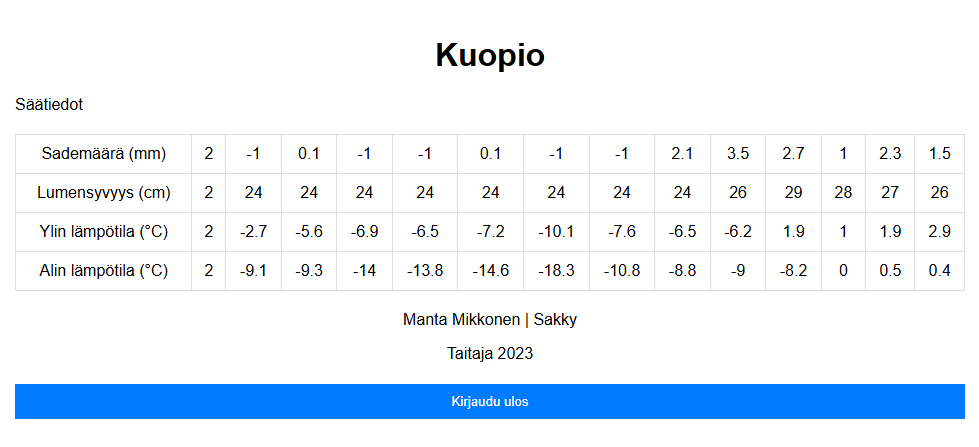 Kuopio
Säätiedot
Sademäärä (mm) 2 -1 0.1 -1 -1 0.1 -1 -1 2.1 3.5 2.7 1 2.3 1.5
Lumensyvyys (cm) 2 24 24 24 24 24 24 24 24 26 29 28 27 26
Ylin lämpötila (°C) 2 -2.7 -5.6 -6.9 -6.5 -7.2 -10.1 -7.6 -6.5 -6.2 1.9 1 1.9 2.9
Alin lämpötila (°C) 2 -9.1 -9.3 -14 -13.8 -14.6 -18.3 -10.8 -8.8 -9 -8.2 0 0.5 0.4
Manta Mikkonen | Sakky
Taitaja 2023
Kirjaudu ulos